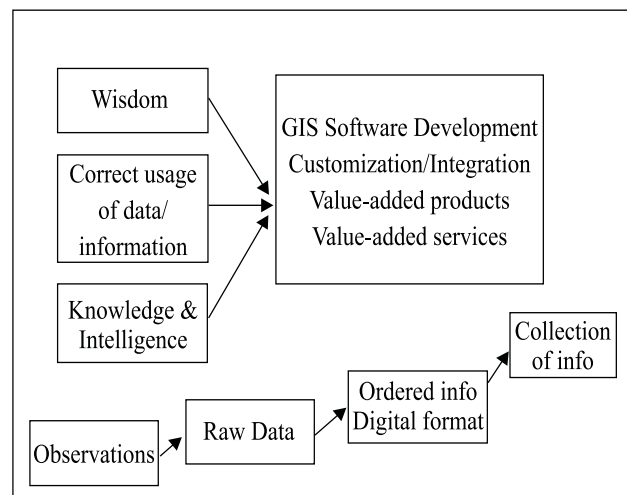 Wisdom
Correct usage
of data/
information
Knowledge &
Intelligence
GIS Software Development
Customization/Integration
Value-added products
Value-added services
Observations
Raw Data
Ordered info
Digital format
Collection
of info